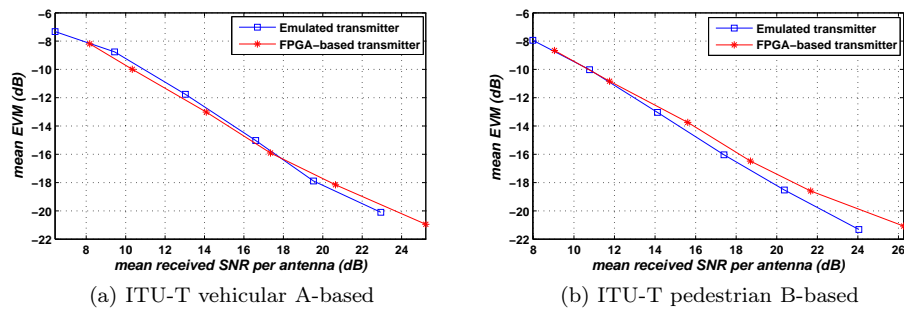 −6
−8
−10
−12
−14
−16
−18
−20
−22
mean EVM (dB)
Emulated transmitter
FPGA−based transmitter
8 10 12 14 16 18 20 22 24
mean received SNR per antenna (dB)
(a) ITU-T vehicular A-based
−6
−8
−10
−12
−14
−16
−18
−20
−22
mean EVM (dB)
Emulated transmitter
FPGA−based transmitter
8 10 12 14 16 18 20 22 24 26
mean received SNR per antenna (dB)
(b) ITU-T pedestrian B-based